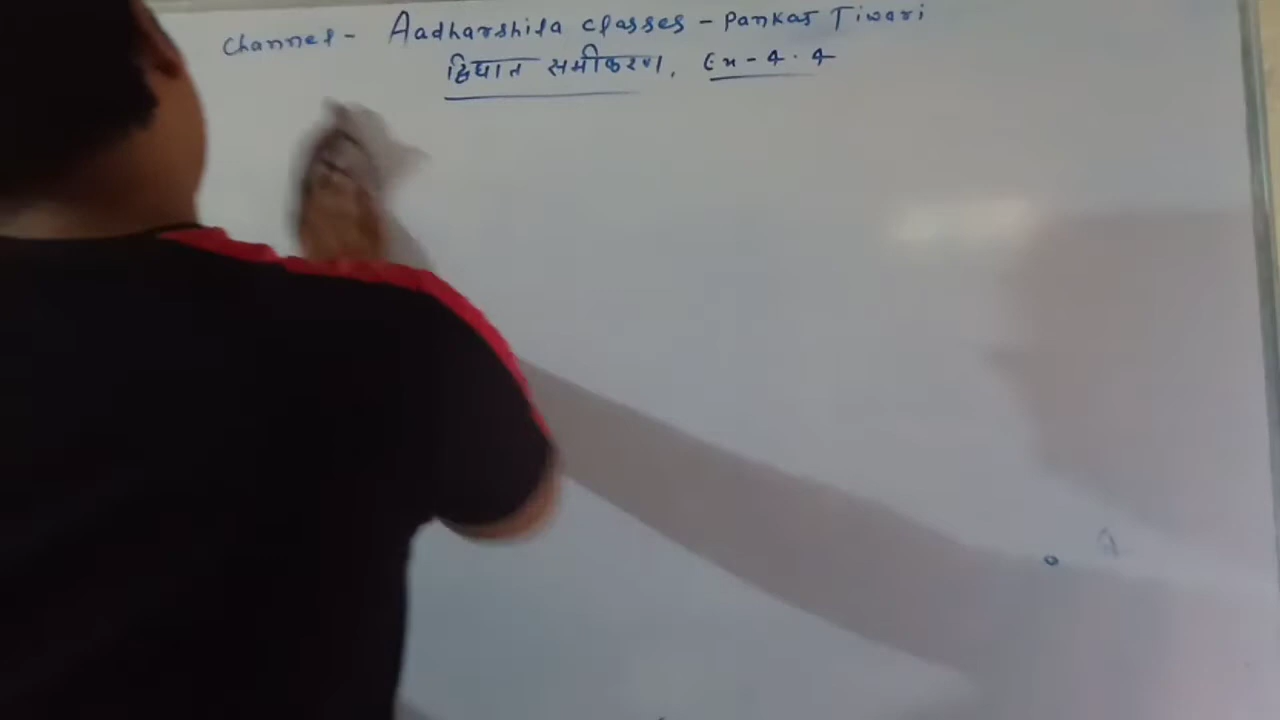 Channel - Aadharshila classes - Pankaj Tiwari
द्विघात समीकरण, Ex - 4.4